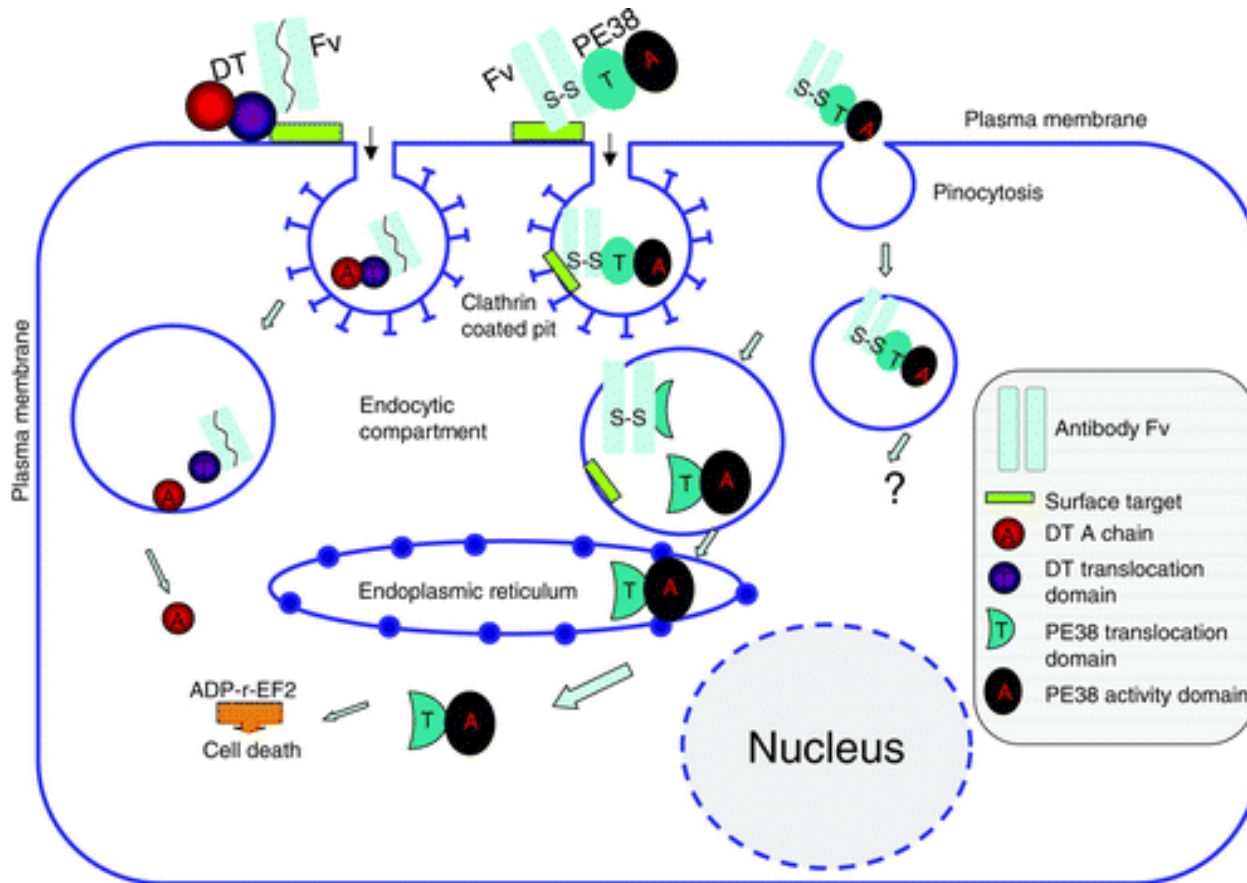 DT
Fv
Fv
S-S
PE38
T
A
S-S
T
A
Plasma membrane
Pinocytosis
A
T
S-S
T
A
Clathrin
coated pit
S-S
T
A
Plasma membrane
Endocytic
compartment
S-S
T
A
T
A
?
Endoplasmic reticulum
T
A
A
ADP-r-EF2
Cell death
T
A
Nucleus
Antibody Fv
Surface target
A
DT A chain
T
DT translocation
domain
T
PE38 translocation
domain
A
PE38 activity domain